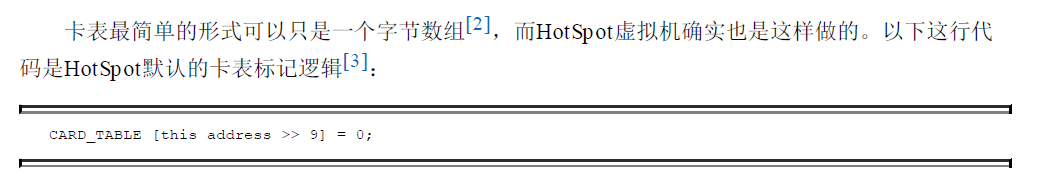 卡表最简单的形式可以只是一个字节数组[2]，而HotSpot虚拟机确实也是这样做的。以下这行代
码是HotSpot默认的卡表标记逻辑[3]：
CARD_TABLE [this address >> 9] = 0;